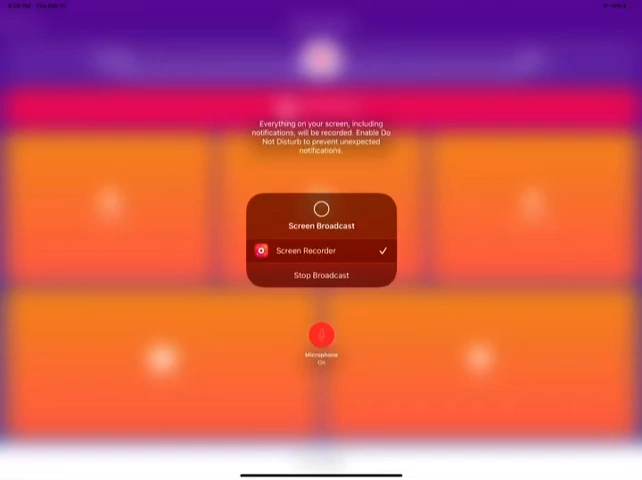 Everything on your screen, including
notifications, will be recorded. Enable Do
Not Disturb to prevent unexpected
notifications.
Screen Broadcast
Screen Recorder
Stop Broadcast
Microphone
On